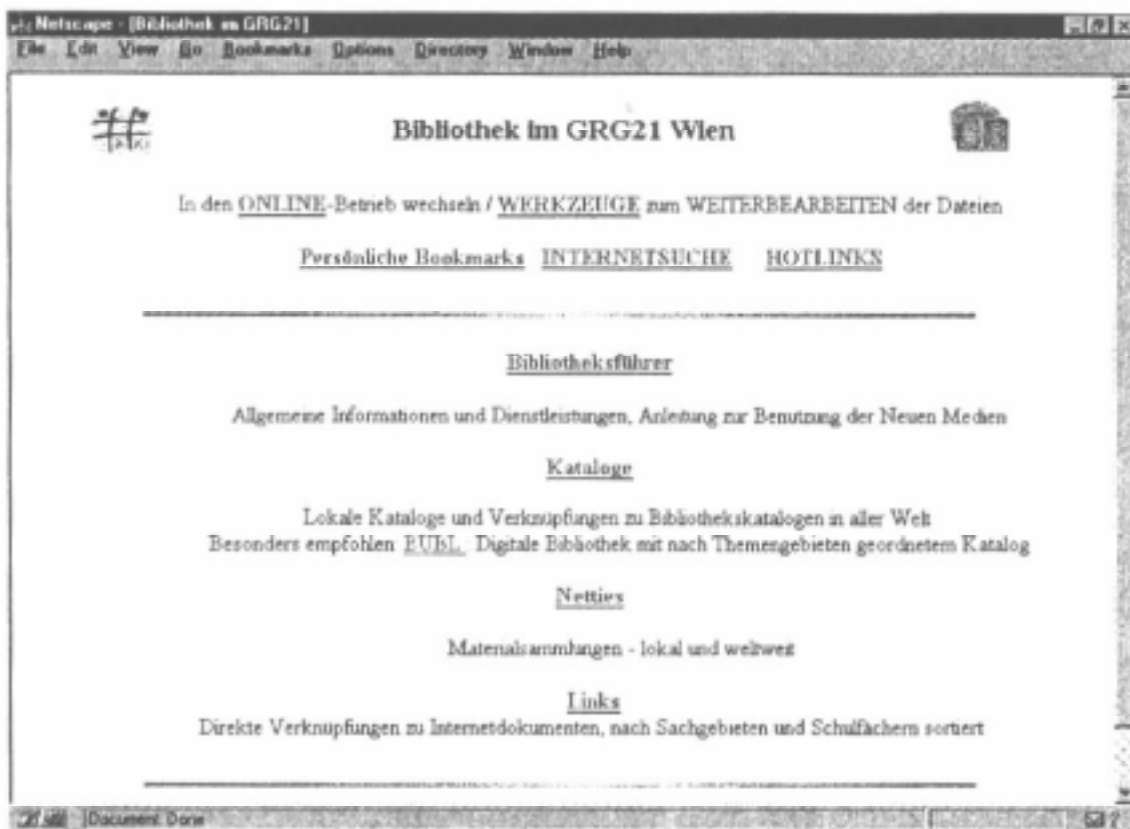 Netscape - [Bibliothek im GRG21]
File Edit View Go Bookmarks Options Directory Window Help
Bibliothek im GRG21 Wien
In den ONLINE-Betrieb wechseln / WERKZEUGE zum WEITERBEARBEITEN der Dateien
Persönliche Bookmarks INTERNETSUCHE HOTLINKS
Bibliotheksführer
Allgemeine Informationen und Dienstleistungen, Anleitung zur Benutzung der Neuen Medien
Kataloge
Lokale Kataloge und Verknüpfungen zu Bibliothekskatalogen in aller Welt
Besonders empfohlen: BUBL : Digitale Bibliothek mit nach Themengebieten geordnetem Katalog
Netties
Materialsammlungen - lokal und weltweit
Links
Direkte Verknüpfungen zu Internetdokumenten, nach Sachgebieten und Schulfächern sortiert
Document: Done